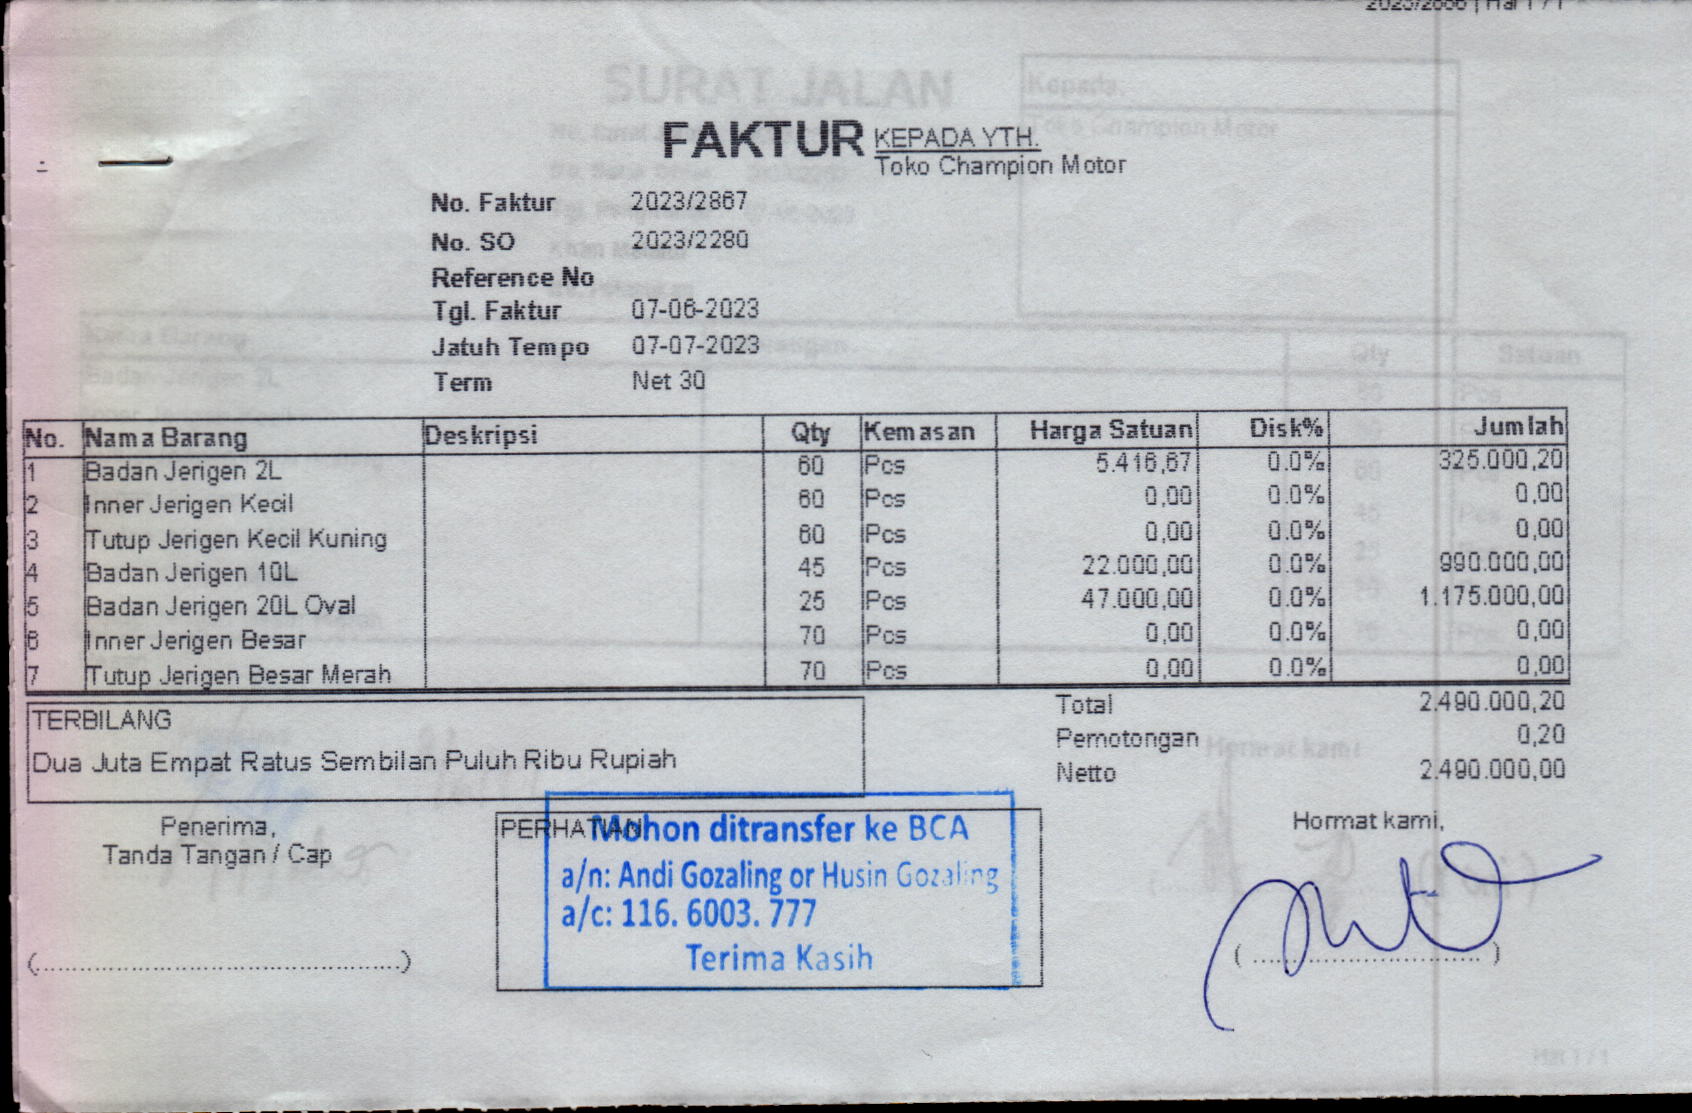 FAKTUR
KEPADA YTH.
Toko Champion Motor
No. Faktur 2023/2867
No. SO 2023/2280
Reference No
Tgl. Faktur 07-06-2023
Jatuh Tempo 07-07-2023
Term Net 30
No. Nama Barang Deskripsi Qty Kemasan Harga Satuan Disk% Jumlah
1 Badan Jerigen 2L 60 Pcs 5.416,67 0.0% 325.000,20
2 Inner Jerigen Kecil 60 Pcs 0,00 0.0% 0,00
3 Tutup Jerigen Kecil Kuning 60 Pcs 0,00 0.0% 0,00
4 Badan Jerigen 10L 45 Pcs 22.000,00 0.0% 990.000,00
5 Badan Jerigen 20L Oval 25 Pcs 47.000,00 0.0% 1.175.000,00
6 Inner Jerigen Besar 70 Pcs 0,00 0.0% 0,00
7 Tutup Jerigen Besar Merah 70 Pcs 0,00 0.0% 0,00
Total 2.490.000,20
Pemotongan 0,20
Netto 2.490.000,00
TERBILANG
Dua Juta Empat Ratus Sembilan Puluh Ribu Rupiah
Penerima,
Tanda Tangan / Cap
PERHATIAN
Mohon ditransfer ke BCA
a/n: Andi Gozaling or Husin Gozaling
a/c: 116. 6003. 777
Terima Kasih
Hormat kami,
SURAT JALAN
Kepada:
Toko Champion Motor
Qty Satuan